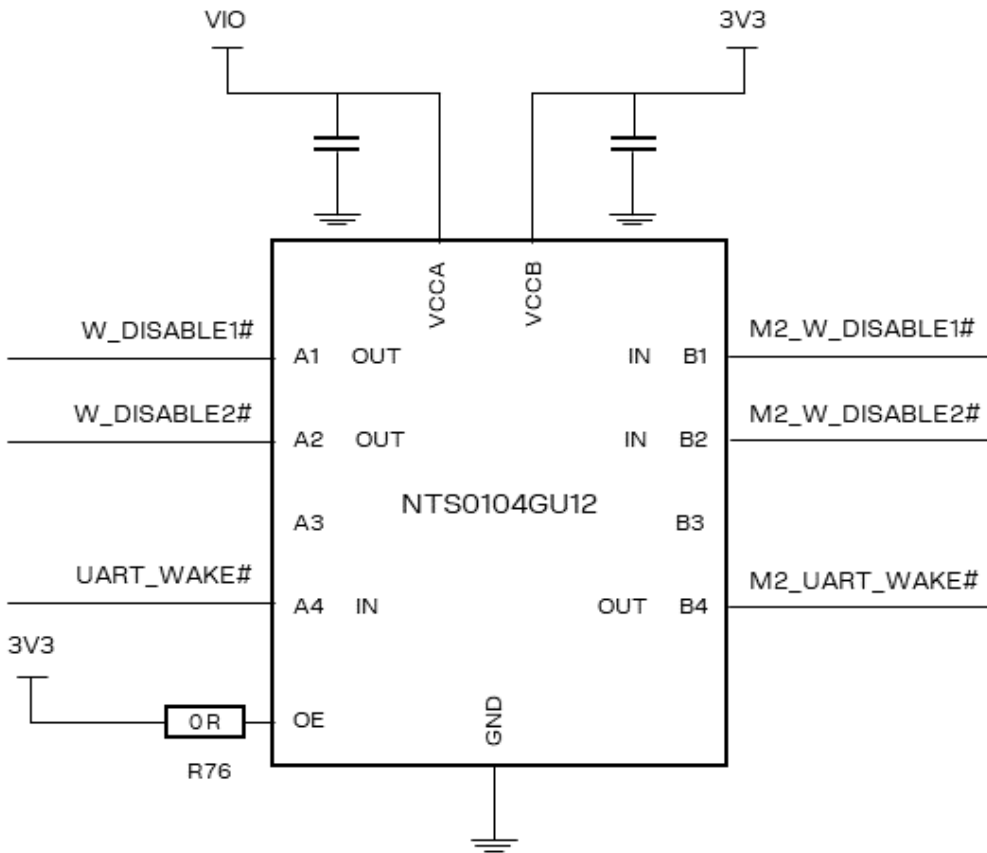 VIO 3V3
VCCA VCCB
W_DISABLE1# A1 OUT IN B1 M2_W_DISABLE1#
W_DISABLE2# A2 OUT IN B2 M2_W_DISABLE2#
NTS0104GU12
A3 B3
UART_WAKE# A4 IN OUT B4 M2_UART_WAKE#
3V3
0R OE GND
R76